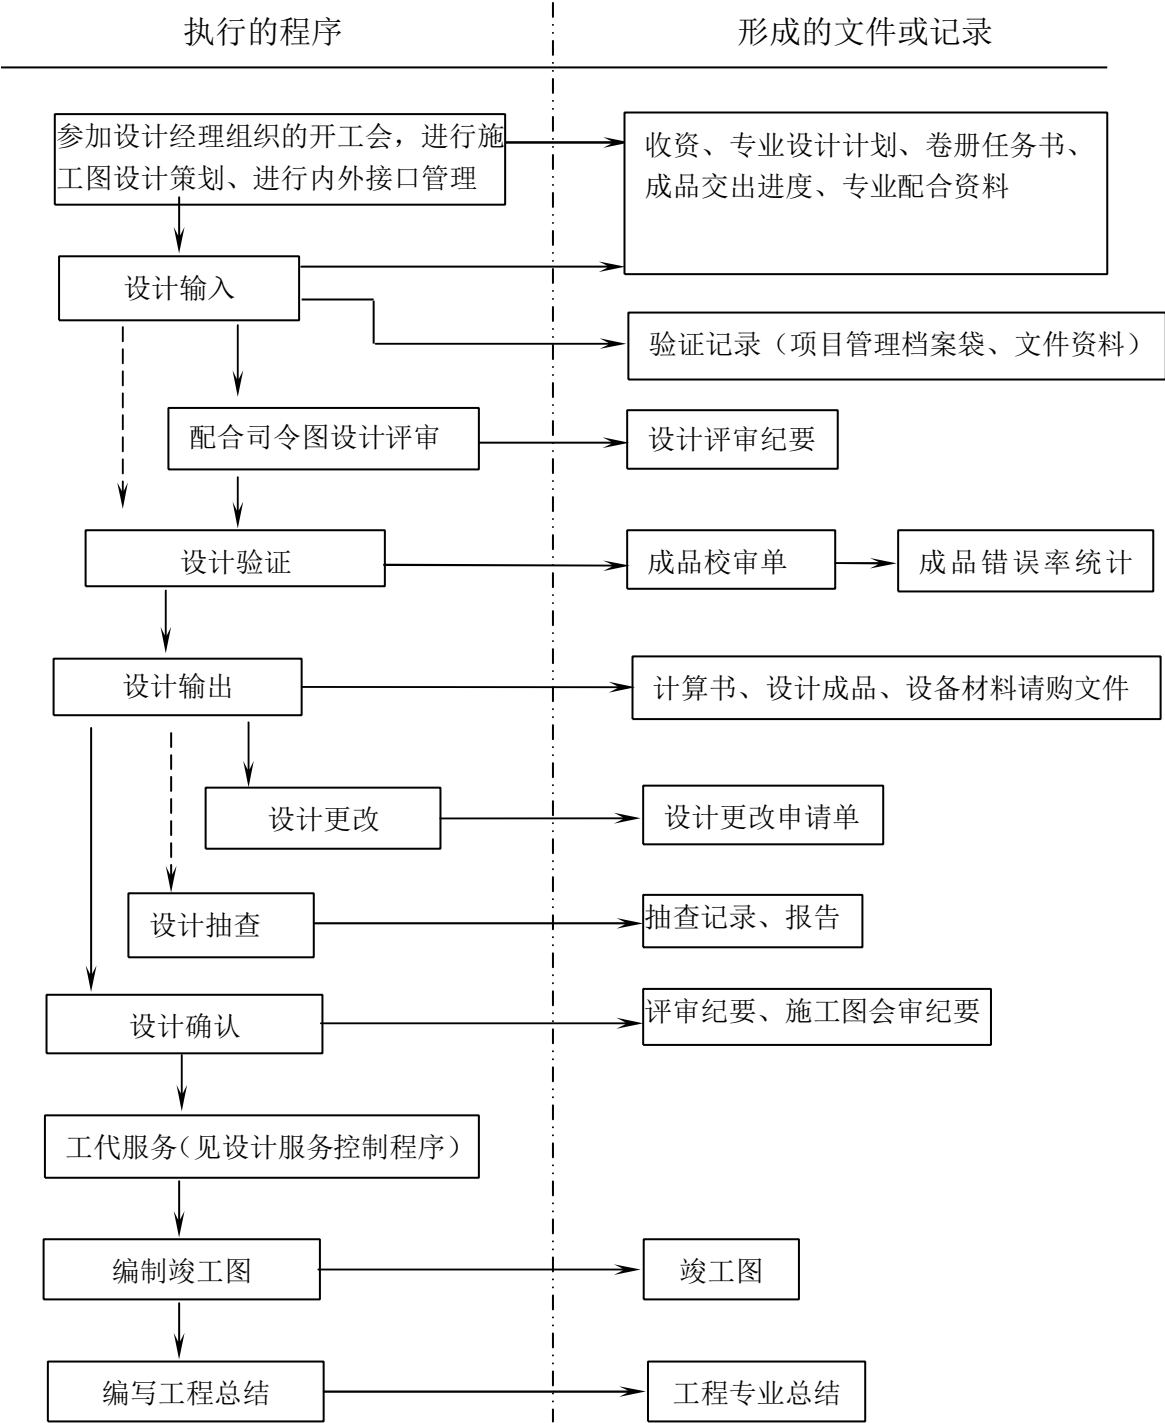 执行的程序
形成的文件或记录
参加设计经理组织的开工会，进行施
工图设计策划、进行内外接口管理
收资、专业设计计划、卷册任务书、
成品交出进度、专业配合资料
设计输入
验证记录（项目管理档案袋、文件资料）
配合司令图设计评审
设计评审纪要
设计验证
成品校审单
成品错误率统计
设计输出
计算书、设计成品、设备材料请购文件
设计更改
设计更改申请单
设计抽查
抽查记录、报告
设计确认
评审纪要、施工图会审纪要
工代服务（见设计服务控制程序）
编制竣工图
竣工图
编写工程总结
工程专业总结